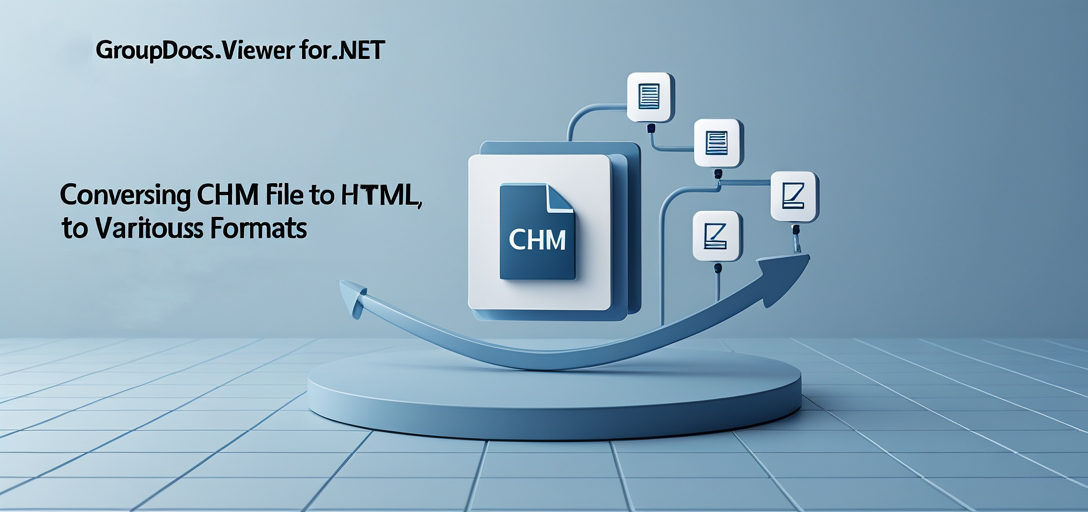 GroupDocs.Viewer for.NET
Conversing CHM File to HTML,
to Varitouss Formats
CHM